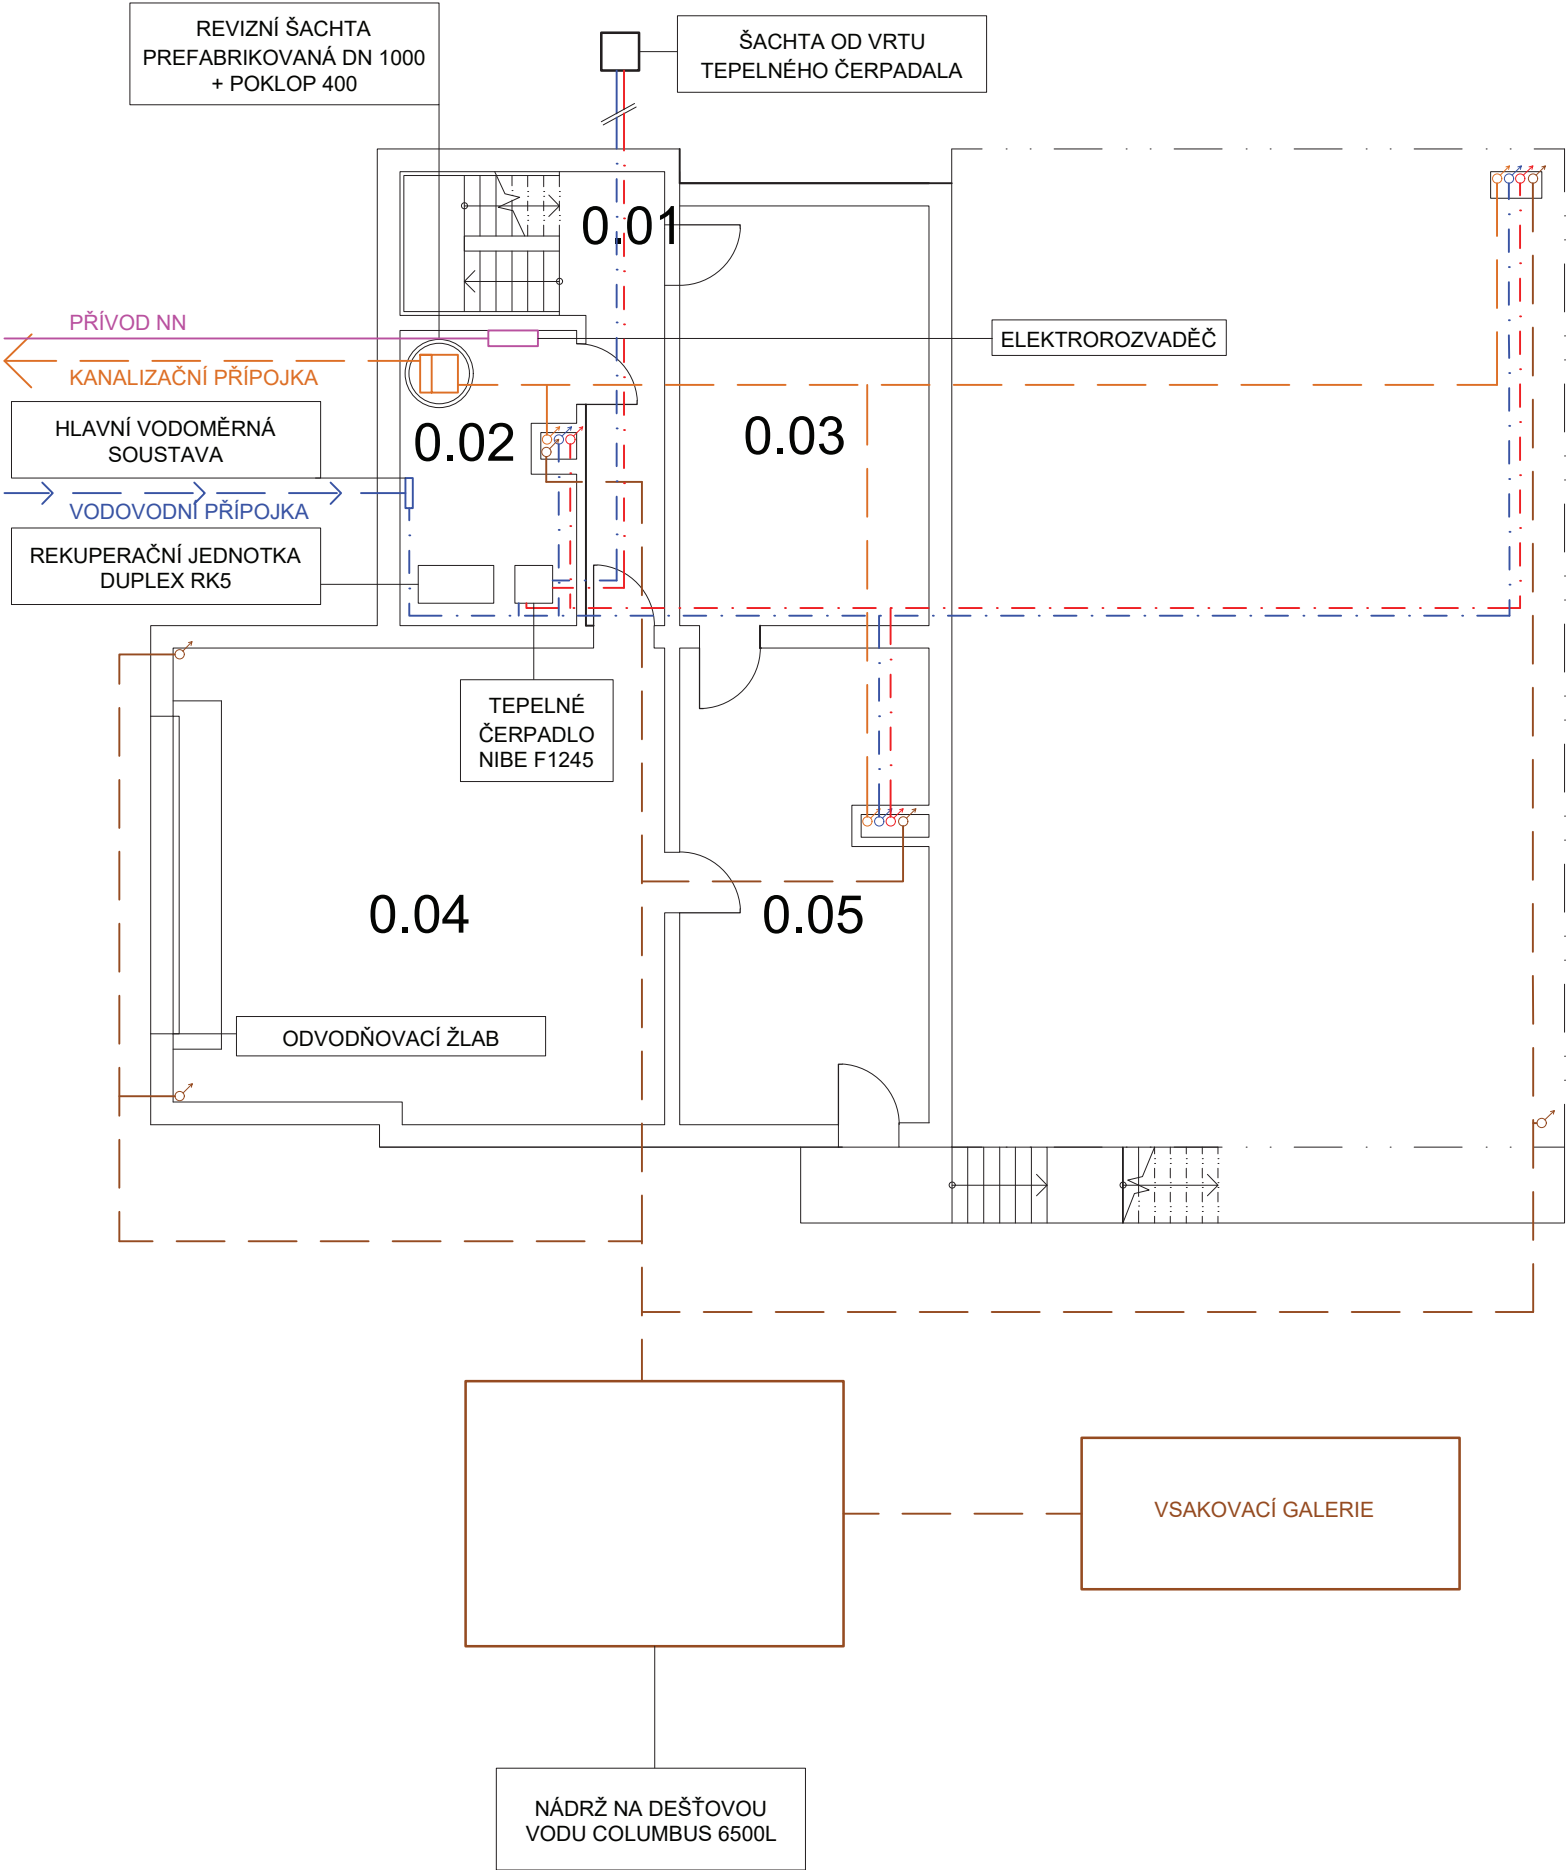 REVIZNÍ ŠACHTA
PREFABRIKOVANÁ DN 1000
+ POKLOP 400
ŠACHTA OD VRTU
TEPELNÉHO ČERPADALA
0.01
PŘÍVOD NN
ELEKTROROZVADĚČ
KANALIZAČNÍ PŘÍPOJKA
HLAVNÍ VODOMĚRNÁ
SOUSTAVA
0.02
0.03
VODOVODNÍ PŘÍPOJKA
REKUPERAČNÍ JEDNOTKA
DUPLEX RK5
TEPELNÉ
ČERPADLO
NIBE F1245
0.04
0.05
ODVODŇOVACÍ ŽLAB
VSAKOVACÍ GALERIE
NÁDRŽ NA DEŠŤOVOU
VODU COLUMBUS 6500L